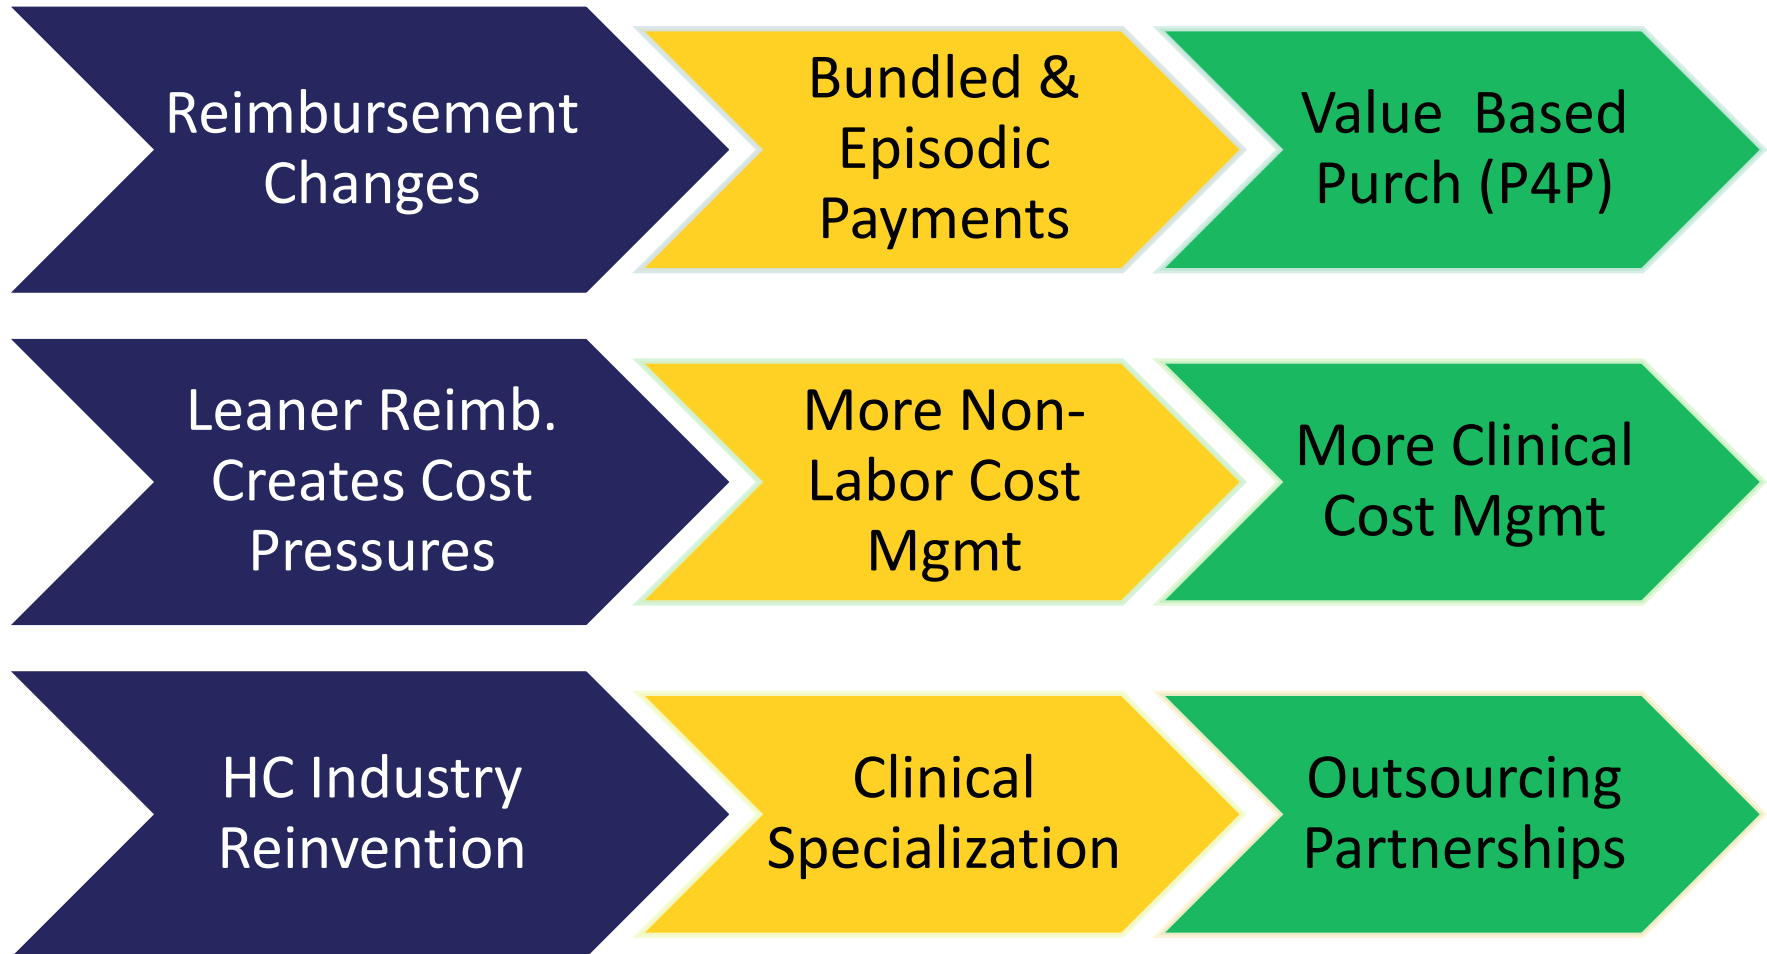 Reimbursement
Changes
Bundled &
Episodic
Payments
Value  Based
Purch (P4P)
Leaner Reimb.
Creates Cost
Pressures
More Non-
Labor Cost
Mgmt
More Clinical
Cost Mgmt
HC Industry
Reinvention
Clinical
Specialization
Outsourcing
Partnerships